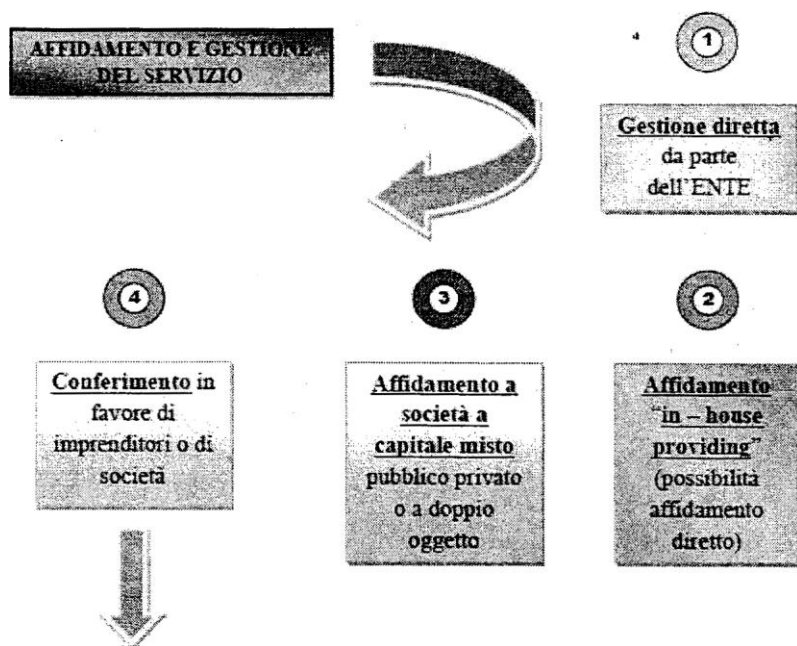 AFFIDAMENTO E GESTIONE
DEL SERVIZIO
1
Gestione diretta
da parte
dell'ENTE
4
Conferimento in
favore di
imprenditori o di
società
3
Affidamento a
società a
capitale misto
pubblico privato
o a doppio
oggetto
2
Affidamento
"in – house
providing"
(possibilità
affidamento
diretto)